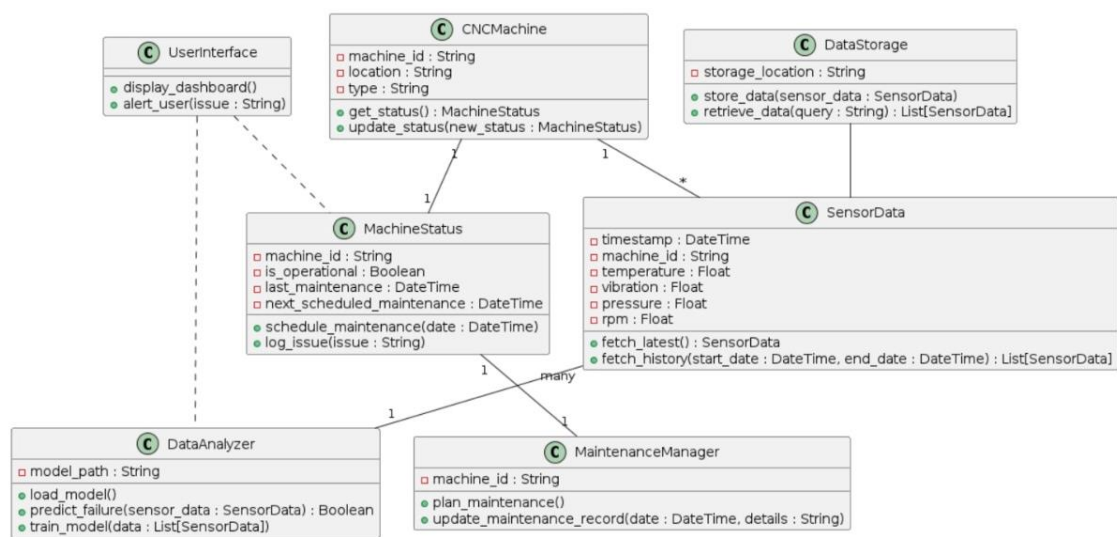 C UserInterface
display_dashboard()
alert_user(issue : String)
C CNCMachine
machine_id : String
location : String
type : String
get_status() : MachineStatus
update_status(new_status : MachineStatus)
C DataStorage
storage_location : String
store_data(sensor_data : SensorData)
retrieve_data(query : String) : List[SensorData]
1
1
1
*
C MachineStatus
machine_id : String
is_operational : Boolean
last_maintenance : DateTime
next_scheduled_maintenance : DateTime
schedule_maintenance(date : DateTime)
log_issue(issue : String)
C SensorData
timestamp : DateTime
machine_id : String
temperature : Float
vibration : Float
pressure : Float
rpm : Float
fetch_latest() : SensorData
fetch_history(start_date : DateTime, end_date : DateTime) : List[SensorData]
1
many
1
1
C DataAnalyzer
model_path : String
load_model()
predict_failure(sensor_data : SensorData) : Boolean
train_model(data : List[SensorData])
C MaintenanceManager
machine_id : String
plan_maintenance()
update_maintenance_record(date : DateTime, details : String)